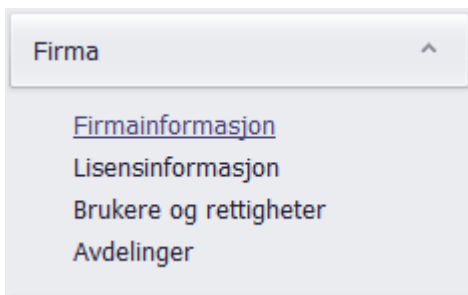 Firma
Firmainformasjon
Lisensinformasjon
Brukere og rettigheter
Avdelinger